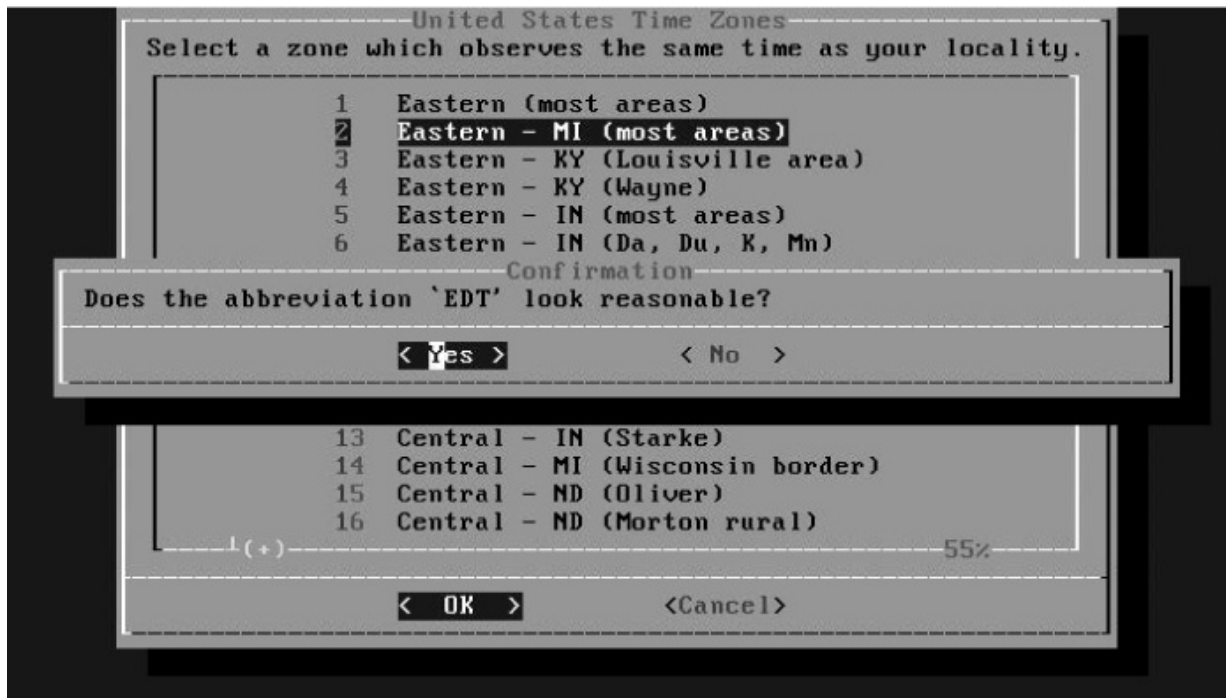 United States Time Zones
Select a zone which observes the same time as your locality.
1 Eastern (most areas)
2 Eastern - MI (most areas)
3 Eastern - KY (Louisville area)
4 Eastern - KY (Wayne)
5 Eastern - IN (most areas)
6 Eastern - IN (Da, Du, K, Mn)
Confirmation
Does the abbreviation `EDT' look reasonable?
< Yes > < No >
13 Central - IN (Starke)
14 Central - MI (Wisconsin border)
15 Central - ND (Oliver)
16 Central - ND (Morton rural)
(+) 55%
< OK > <Cancel>